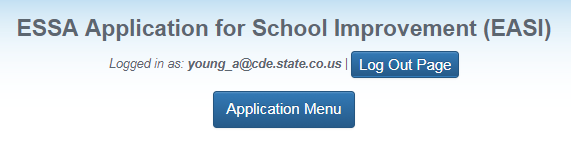 ESSA Application for School Improvement (EASI)
Logged in as: young_a@cde.state.co.us | Log Out Page
Application Menu